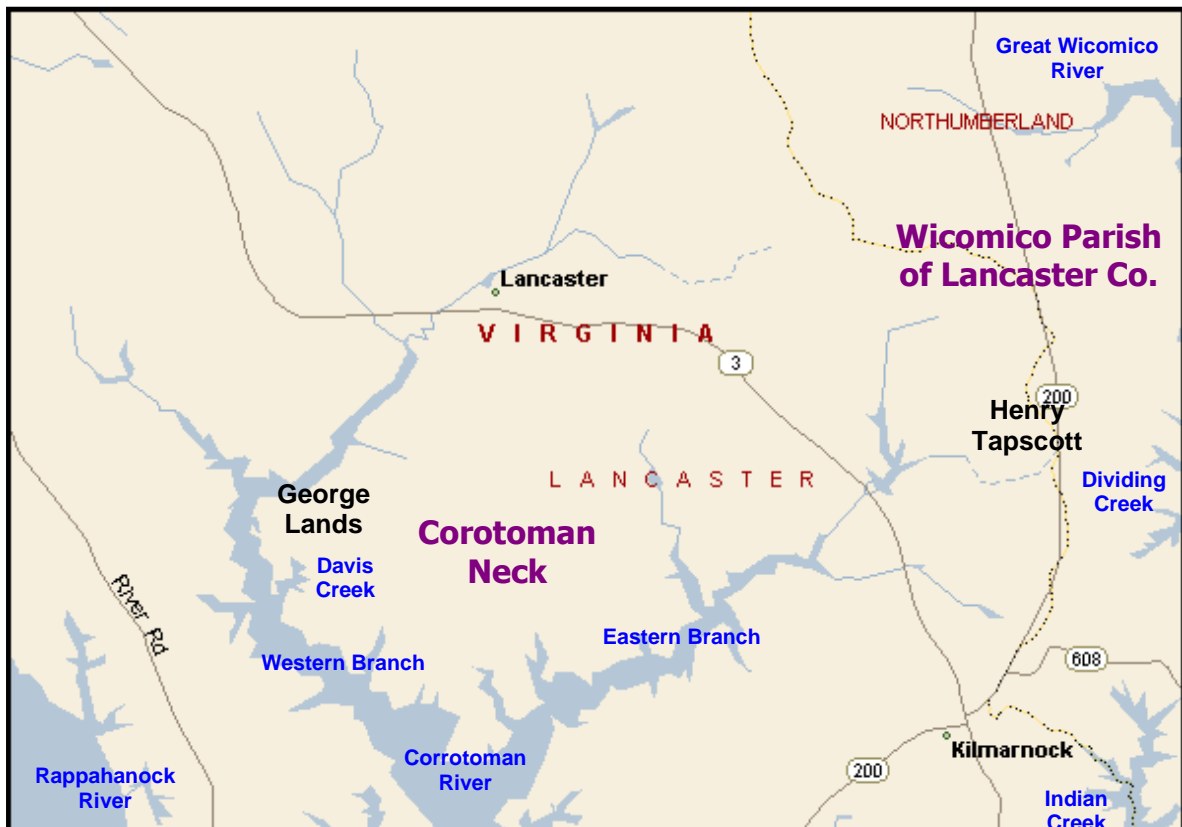 Great Wicomico
River
NORTHUMBERLAND
Wicomico Parish
of Lancaster Co.
Lancaster
VIRGINIA
3
200
Henry
Tapscott
LANCASTER
Dividing
Creek
George
Lands
Corotoman
Neck
Davis
Creek
River Rd
Eastern Branch
Western Branch
608
Kilmarnock
Corrotoman
River
200
Rappahanock
River
Indian
Creek